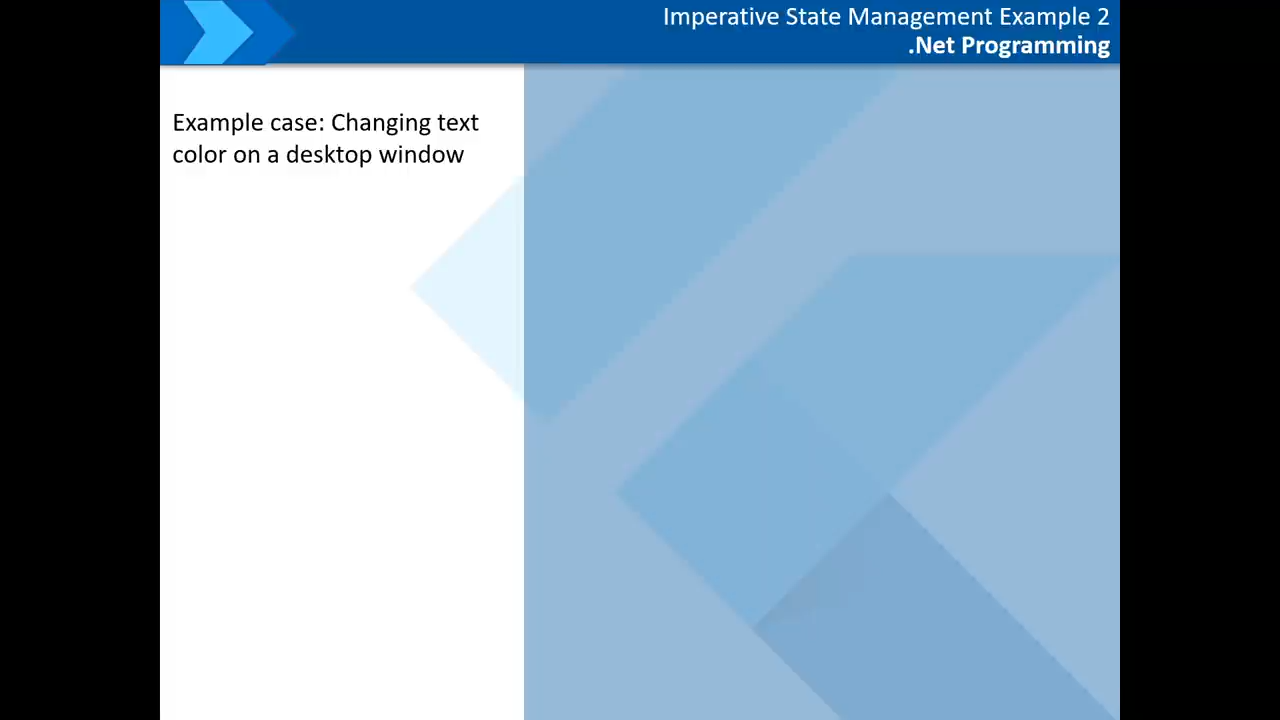 Imperative State Management Example 2
.Net Programming
Example case: Changing text
color on a desktop window